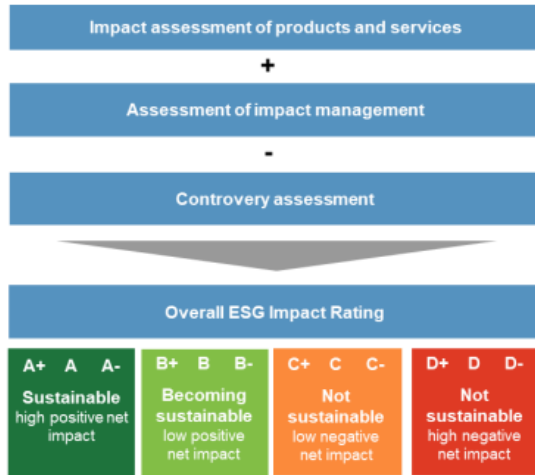 Impact assessment of products and services
+
Assessment of impact management
-
Controvery assessment
Overall ESG Impact Rating
A+ A A-
Sustainable
high positive net
impact
B+ B B-
Becoming
sustainable
low positive
net impact
C+ C C-
Not
sustainable
low negative
net impact
D+ D D-
Not
sustainable
high negative
net impact